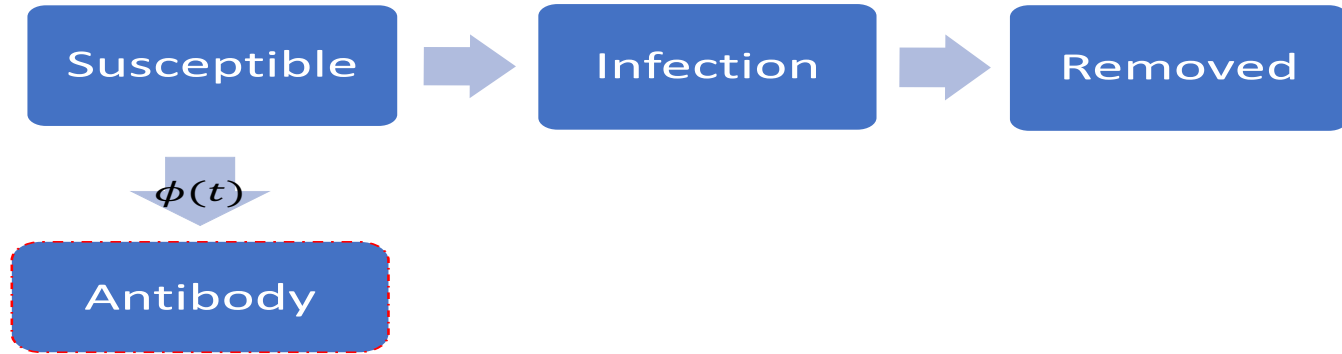 Susceptible
Infection
Removed
ϕ(t)
Antibody